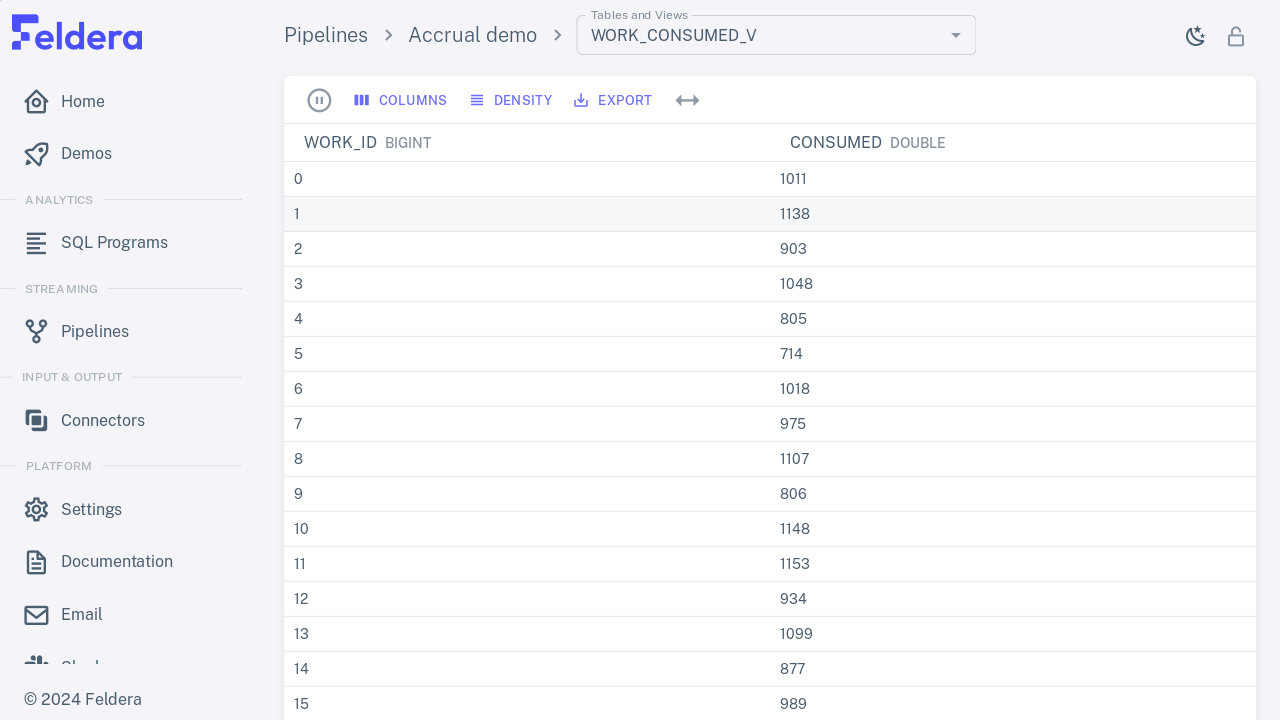 Feldera
Home
Demos
ANALYTICS
SQL Programs
STREAMING
Pipelines
INPUT & OUTPUT
Connectors
PLATFORM
Settings
Documentation
Email
© 2024 Feldera
Pipelines > Accrual demo >
Tables and Views
WORK_CONSUMED_V
COLUMNS DENSITY EXPORT
WORK_ID BIGINT CONSUMED DOUBLE
0 1011
1 1138
2 903
3 1048
4 805
5 714
6 1018
7 975
8 1107
9 806
10 1148
11 1153
12 934
13 1099
14 877
15 989